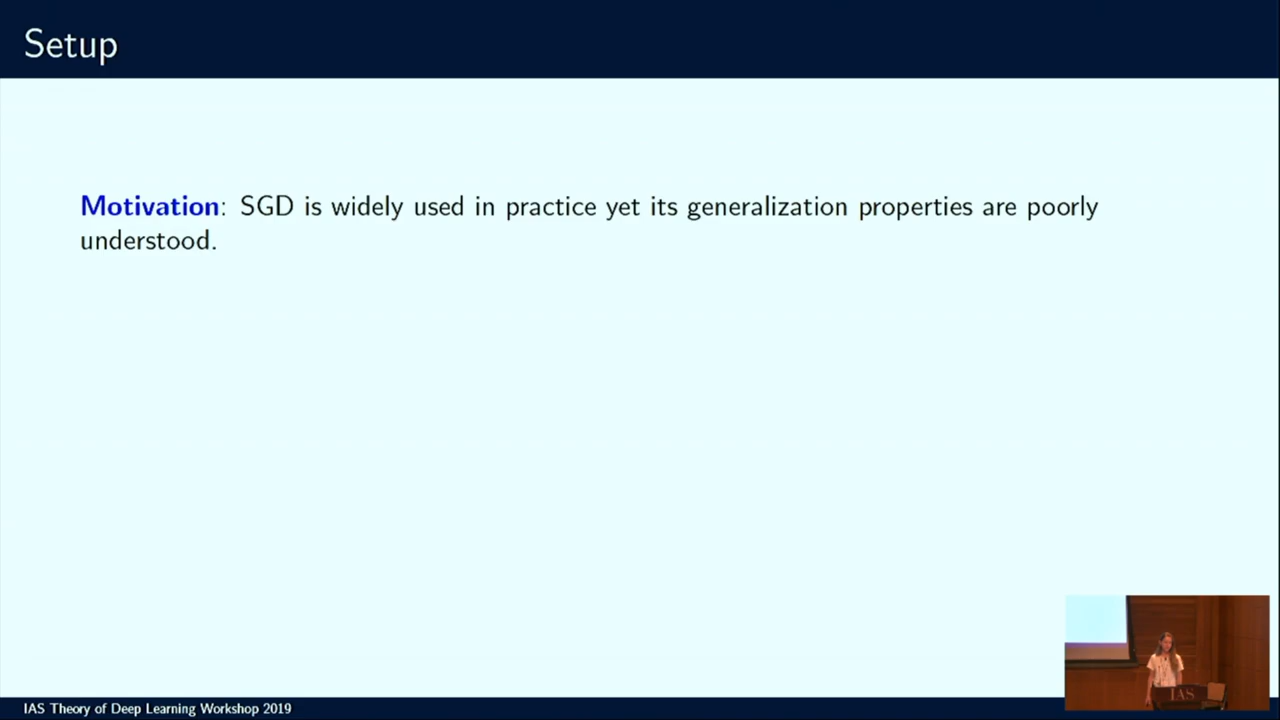 Setup
Motivation: SGD is widely used in practice yet its generalization properties are poorly
understood.
IAS
IAS Theory of Deep Learning Workshop 2019